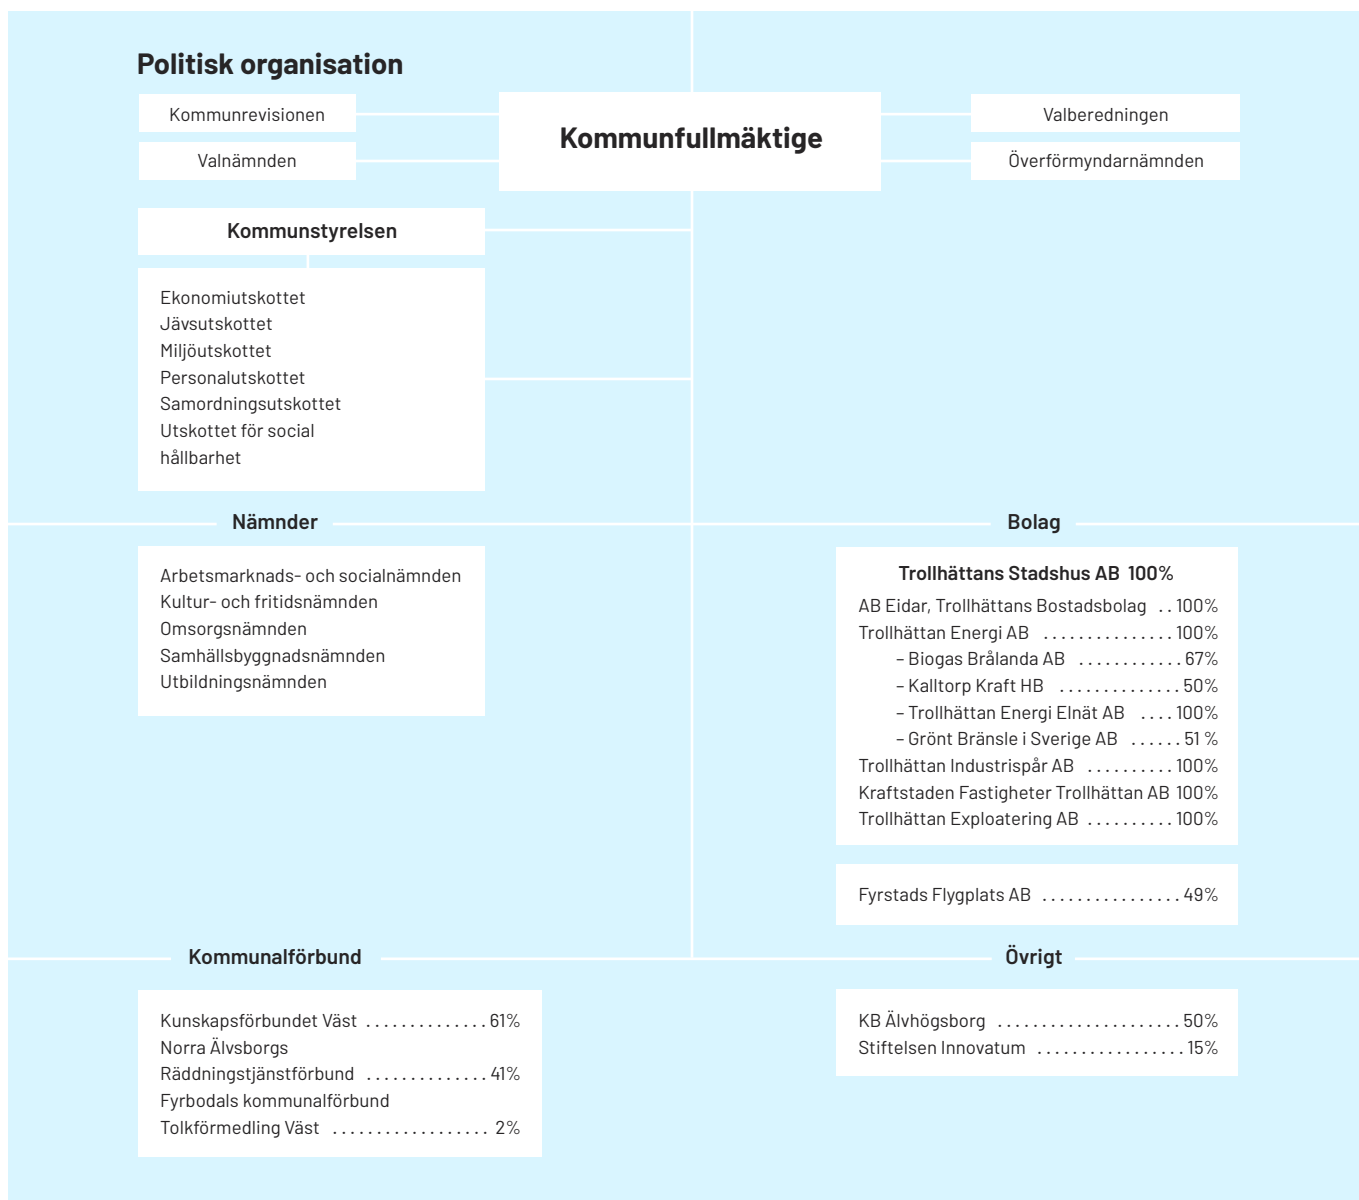 Politisk organisation
Kommunrevisionen
Valnämnden
Kommunfullmäktige
Valberedningen
Överförmyndarnämnden
Kommunstyrelsen
Ekonomiutskottet
Jävsutskottet
Miljöutskottet
Personalutskottet
Samordningsutskottet
Utskottet för social
hållbarhet
Nämnder
Arbetsmarknads- och socialnämnden
Kultur- och fritidsnämnden
Omsorgsnämnden
Samhällsbyggnadsnämnden
Utbildningsnämnden
Bolag
Trollhättans Stadshus AB 100%
AB Eidar, Trollhättans Bostadsbolag . . 100%
Trollhättan Energi AB . . . . . . . . . . . . . . . 100%
– Biogas Brålanda AB . . . . . . . . . . . . 67%
– Kalltorp Kraft HB . . . . . . . . . . . . . . 50%
– Trollhättan Energi Elnät AB . . . . 100%
– Grönt Bränsle i Sverige AB . . . . . . 51 %
Trollhättan Industrispår AB . . . . . . . . . . 100%
Kraftstaden Fastigheter Trollhättan AB 100%
Trollhättan Exploatering AB . . . . . . . . . . 100%
Fyrstads Flygplats AB . . . . . . . . . . . . . . . . 49%
Kommunalförbund
Kunskapsförbundet Väst . . . . . . . . . . . . . . 61%
Norra Älvsborgs
Räddningstjänstförbund . . . . . . . . . . . . . . 41%
Fyrbodals kommunalförbund
Tolkförmedling Väst . . . . . . . . . . . . . . . . . . 2%
Övrigt
KB Älvhögsborg . . . . . . . . . . . . . . . . . . . . . 50%
Stiftelsen Innovatum . . . . . . . . . . . . . . . . . 15%